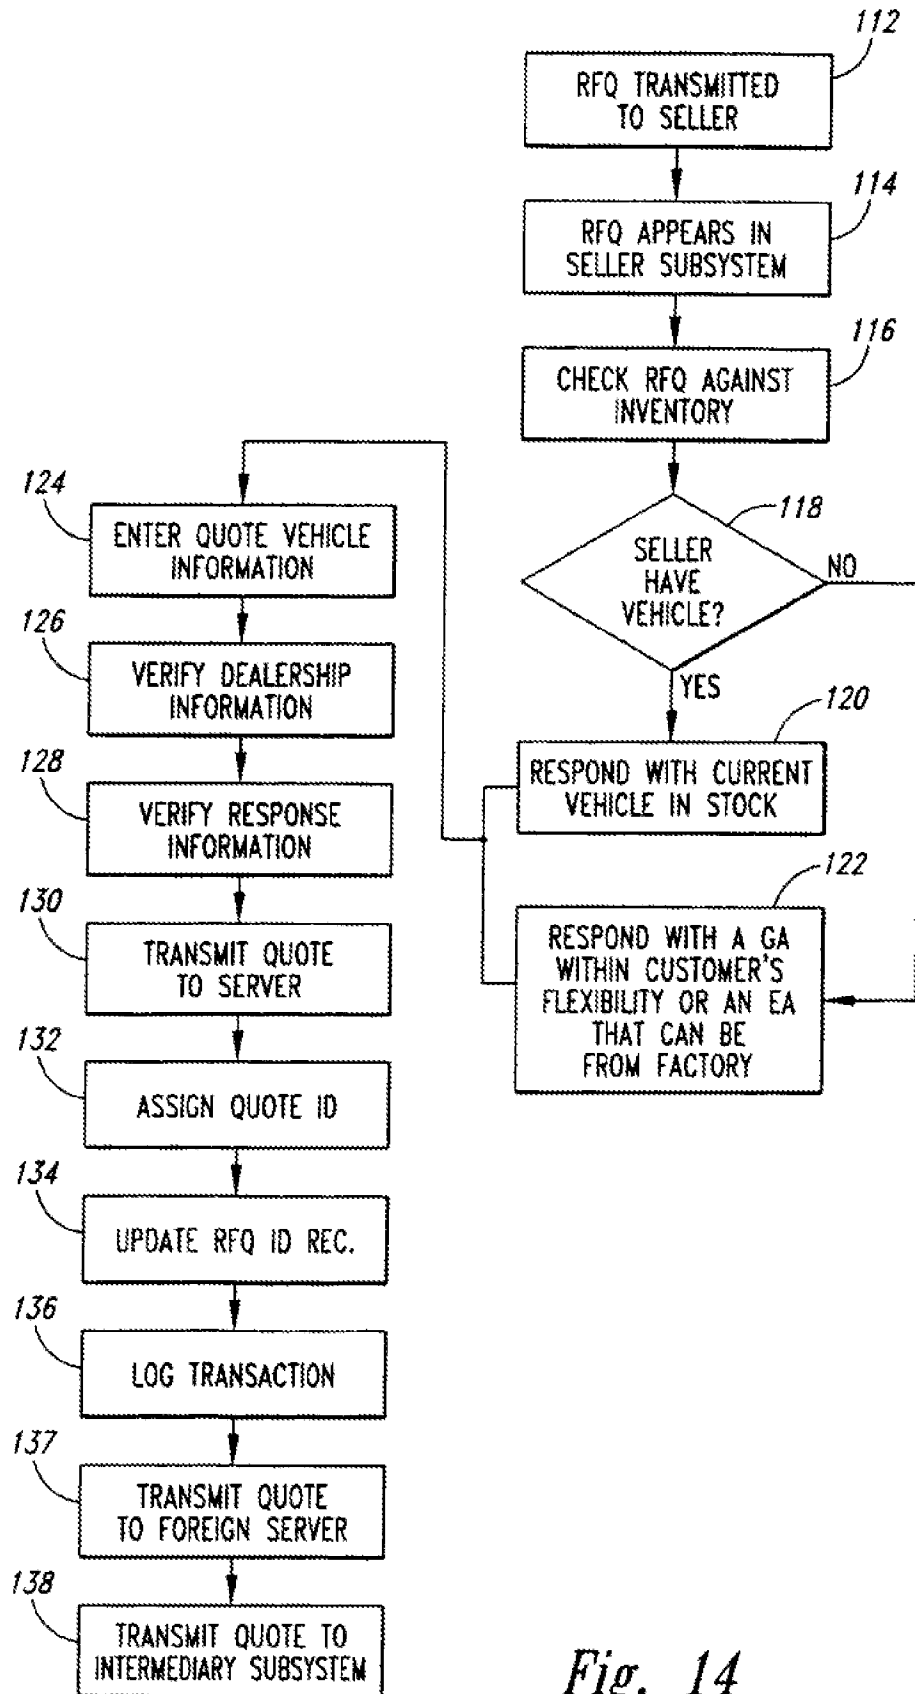 112
RFQ TRANSMITTED
TO SELLER
114
RFQ APPEARS IN
SELLER SUBSYSTEM
116
CHECK RFQ AGAINST
INVENTORY
118
SELLER
HAVE
VEHICLE?
NO
YES
120
RESPOND WITH CURRENT
VEHICLE IN STOCK
122
RESPOND WITH A GA
WITHIN CUSTOMER'S
FLEXIBILITY OR AN EA
THAT CAN BE
FROM FACTORY
124
ENTER QUOTE VEHICLE
INFORMATION
126
VERIFY DEALERSHIP
INFORMATION
128
VERIFY RESPONSE
INFORMATION
130
TRANSMIT QUOTE
TO SERVER
132
ASSIGN QUOTE ID
134
UPDATE RFQ ID REC.
136
LOG TRANSACTION
137
TRANSMIT QUOTE
TO FOREIGN SERVER
138
TRANSMIT QUOTE TO
INTERMEDIARY SUBSYSTEM
Fig. 14